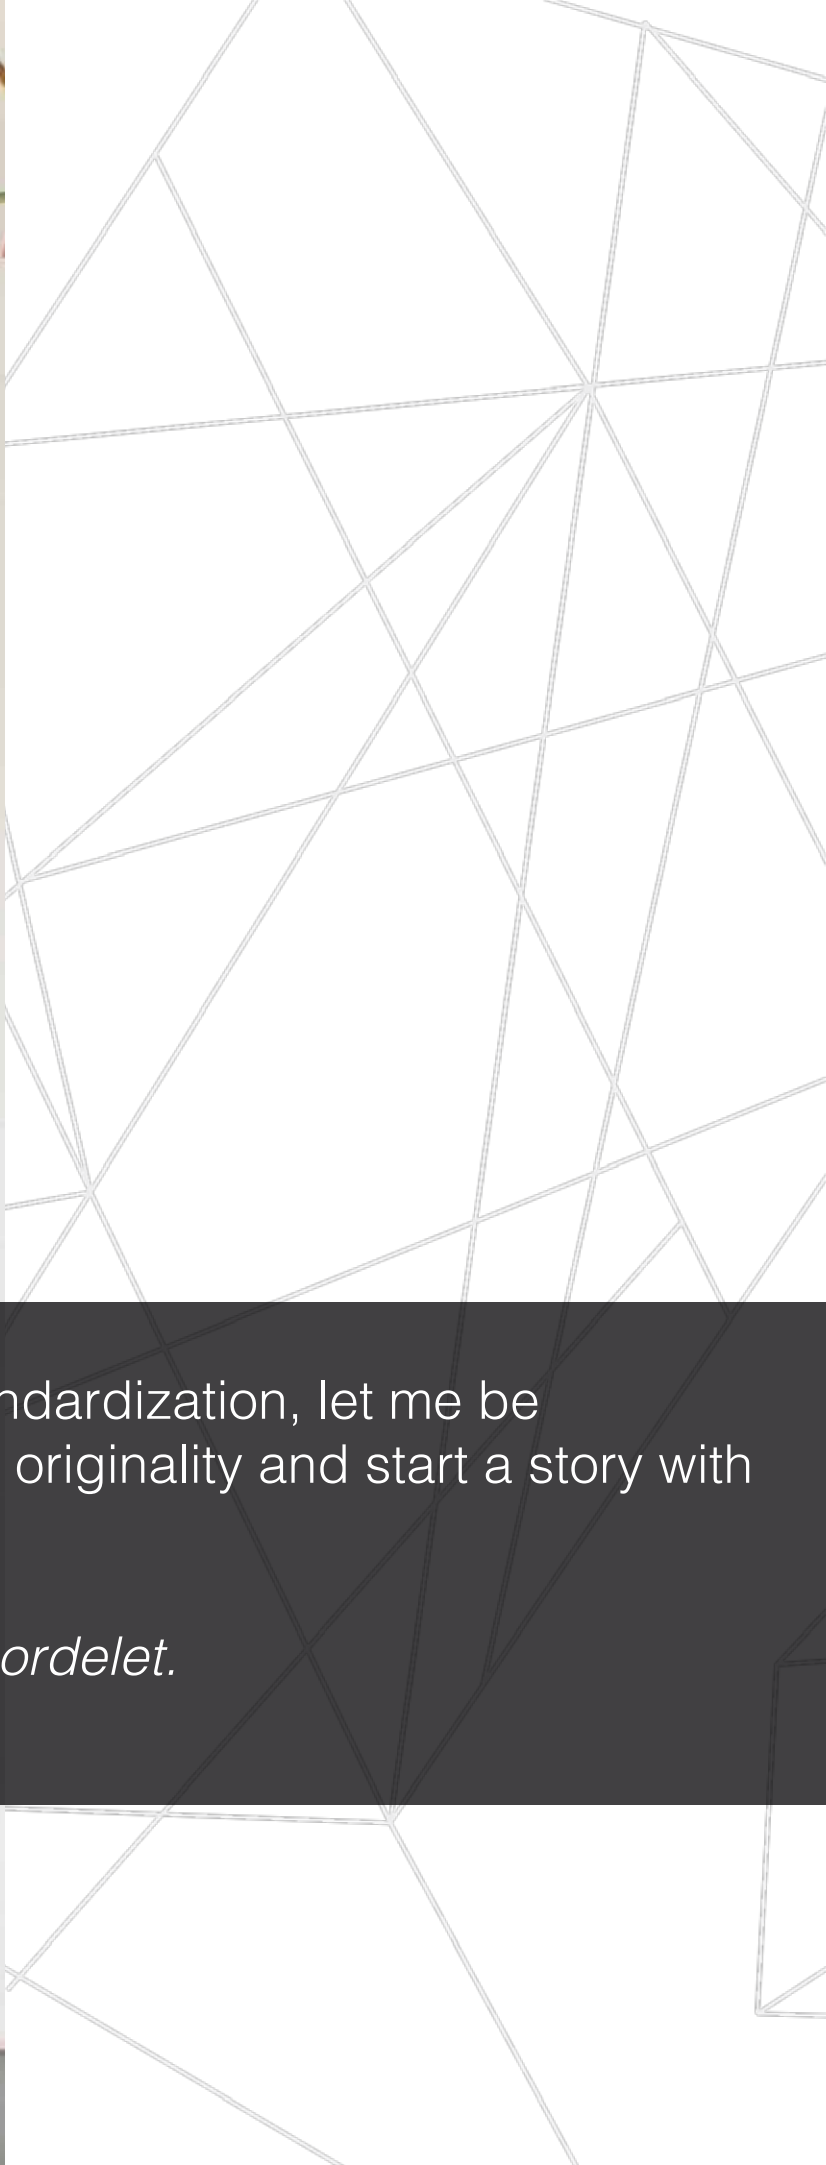 ndardization, let me be
originality and start a story with
ordelet.